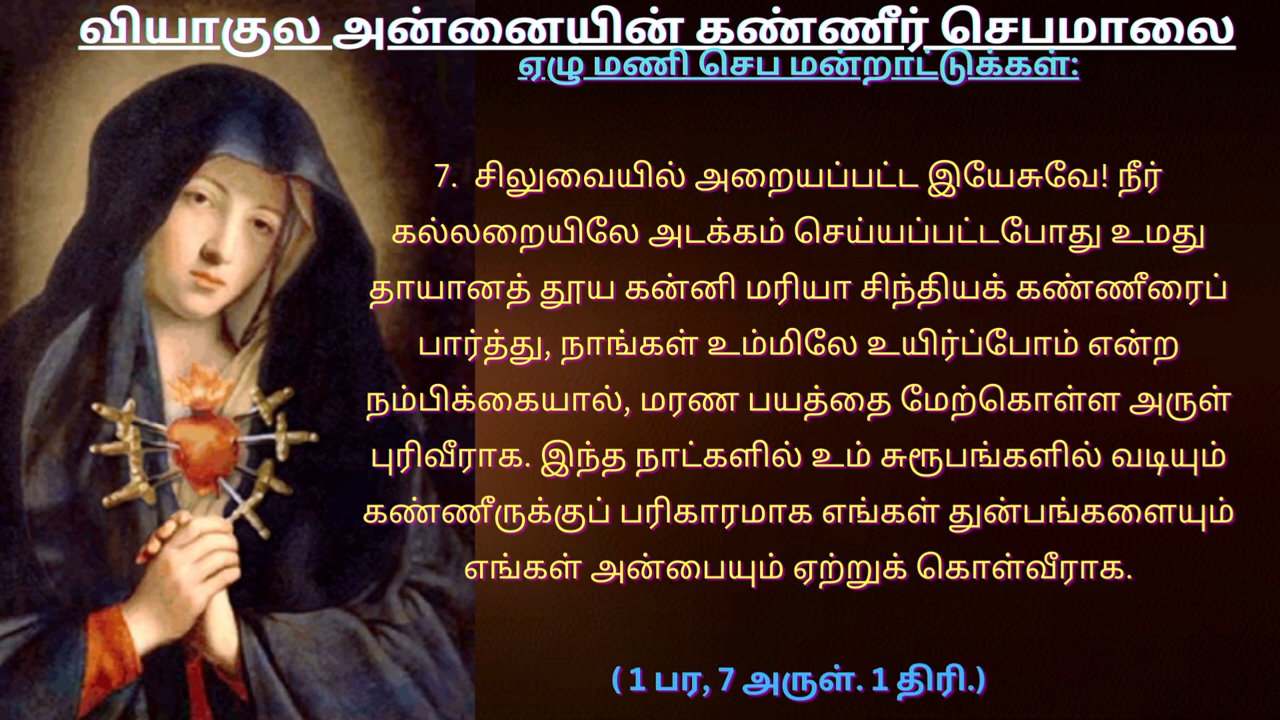 வியாகுல அன்னையின் கண்ணீர் செபமாலை
ஏழு மணி செப மன்றாட்டுக்கள்:
7. சிலுவையில் அறையப்பட்ட இயேசுவே! நீர்
கல்லறையிலே அடக்கம் செய்யப்பட்டபோது உமது
தாயானத் தூய கன்னி மரியா சிந்தியக் கண்ணீரைப்
பார்த்து, நாங்கள் உம்மிலே உயிர்ப்போம் என்ற
நம்பிக்கையால், மரண பயத்தை மேற்கொள்ள அருள்
புரிவீராக. இந்த நாட்களில் உம் சுரூபங்களில் வடியும்
கண்ணீருக்குப் பரிகாரமாக எங்கள் துன்பங்களையும்
எங்கள் அன்பையும் ஏற்றுக் கொள்வீராக.
( 1 பர, 7 அருள். 1 திரி.)